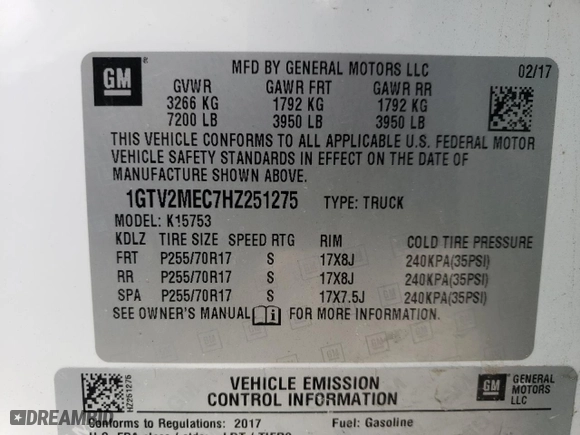 GM
MFD BY GENERAL MOTORS LLC 02/17
GVWR GAWR FRT GAWR RR
3266 KG 1792 KG 1792 KG
7200 LB 3950 LB 3950 LB
THIS VEHICLE CONFORMS TO ALL APPLICABLE U.S. FEDERAL MOTOR
VEHICLE SAFETY STANDARDS IN EFFECT ON THE DATE OF
MANUFACTURE SHOWN ABOVE.
1GTV2MEC7HZ251275 TYPE: TRUCK
MODEL: K15753
KDLZ TIRE SIZE SPEED RTG RIM COLD TIRE PRESSURE
FRT P255/70R17 S 17X8J 240KPA(35PSI)
RR P255/70R17 S 17X8J 240KPA(35PSI)
SPA P255/70R17 S 17X7.5J 240KPA(35PSI)
SEE OWNER'S MANUAL FOR MORE INFORMATION.
HZ251275
VEHICLE EMISSION
CONTROL INFORMATION
GM GENERAL
MOTORS
LLC
Conforms to Regulations: 2017 Fuel: Gasoline
DREAMBID